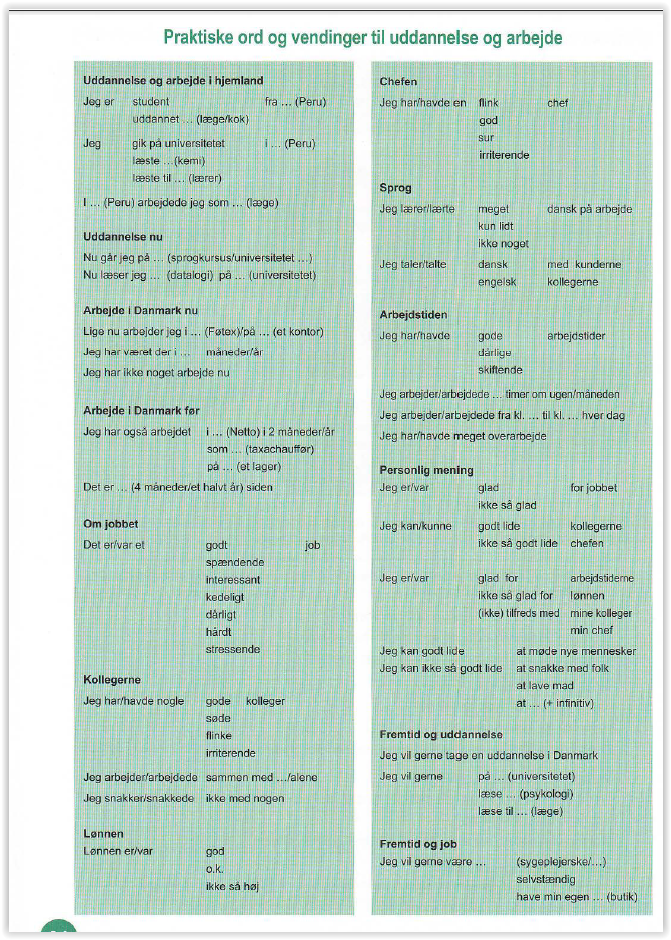 Praktiske ord og vendinger til uddannelse og arbejde
Uddannelse og arbejde i hjemland
Jeg er student fra … (Peru)
uddannet … (læge/kok)
Jeg gik på universitetet i … (Peru)
læste …(kemi)
læste til … (lærer)
I … (Peru) arbejdede jeg som … (læge)
Uddannelse nu
Nu går jeg på … (sprogkursus/universitetet …)
Nu læser jeg … (datalogi) på … (universitetet)
Arbejde i Danmark nu
Lige nu arbejder jeg i … (Føtex)/på … (et kontor)
Jeg har været der i … måneder/år
Jeg har ikke noget arbejde nu
Arbejde i Danmark før
Jeg har også arbejdet i … (Netto) i 2 måneder/år
som … (taxachauffør)
på … (et lager)
Det er … (4 måneder/et halvt år) siden
Om jobbet
Det er/var et godt job
spændende
interessant
kedeligt
dårligt
hårdt
stressende
Kollegerne
Jeg har/havde nogle gode kolleger
søde
flinke
irriterende
Jeg arbejder/arbejdede sammen med …/alene
Jeg snakker/snakkede ikke med nogen
Lønnen
Lønnen er/var god
o.k.
ikke så høj
Chefen
Jeg har/havde en flink chef
god
sur
irriterende
Sprog
Jeg lærer/lærte meget dansk på arbejde
kun lidt
ikke noget
Jeg taler/talte dansk med kunderne
engelsk kollegerne
Arbejdstiden
Jeg har/havde gode arbejdstider
dårlige
skiftende
Jeg arbejder/arbejdede … timer om ugen/måneden
Jeg arbejder/arbejdede fra kl. … til kl. … hver dag
Jeg har/havde meget overarbejde
Personlig mening
Jeg er/var glad for jobbet
ikke så glad
Jeg kan/kunne godt lide kollegerne
ikke så godt lide chefen
Jeg er/var glad for arbejdstiderne
ikke så glad for lønnen
(ikke) tilfreds med mine kolleger
min chef
Jeg kan godt lide at møde nye mennesker
Jeg kan ikke så godt lide at snakke med folk
at lave mad
at … (+ infinitiv)
Fremtid og uddannelse
Jeg vil gerne tage en uddannelse i Danmark
Jeg vil gerne på … (universitetet)
læse … (psykologi)
læse til … (læge)
Fremtid og job
Jeg vil gerne være … (sygeplejerske/…)
selvstændig
have min egen … (butik)